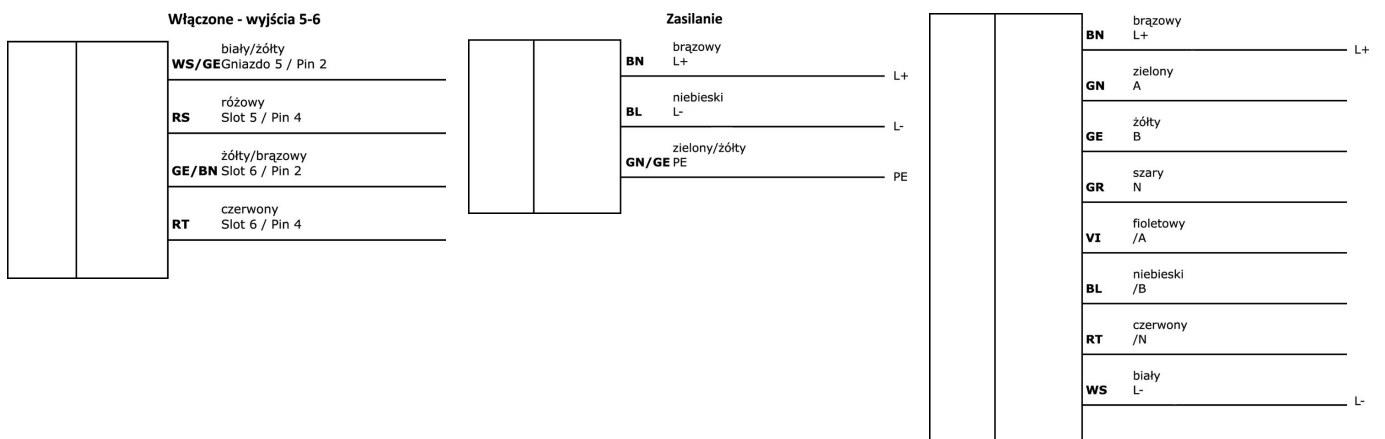 Włączone - wyjścia 5-6
biały/żółty
WS/GE Gniazdo 5 / Pin 2
różowy
RS Slot 5 / Pin 4
żółty/brązowy
GE/BN Slot 6 / Pin 2
czerwony
RT Slot 6 / Pin 4
Zasilanie
brązowy
BN L+
L+
niebieski
BL L-
L-
zielony/żółty
GN/GE PE
PE
brązowy
BN L+
L+
zielony
GN A
żółty
GE B
szary
GR N
fioletowy
VI /A
niebieski
BL /B
czerwony
RT /N
biały
WS L-
L-